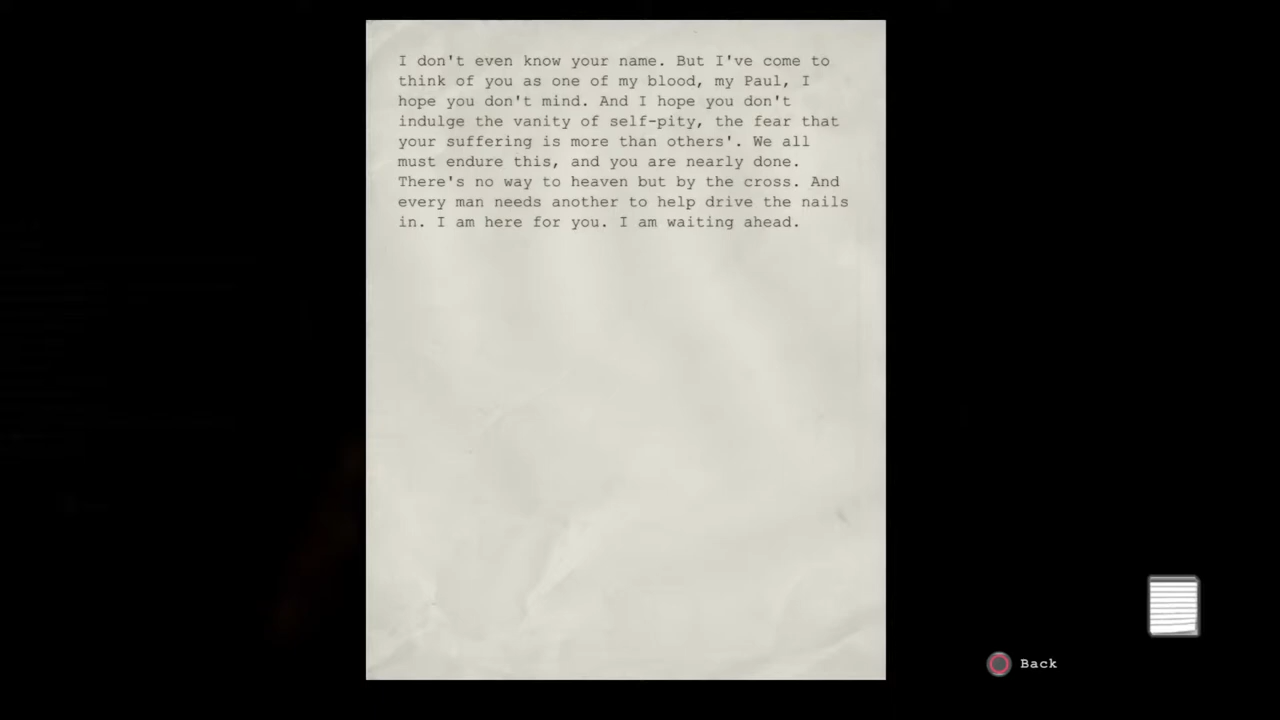 I don't even know your name. But I've come to
think of you as one of my blood, my Paul, I
hope you don't mind. And I hope you don't
indulge the vanity of self-pity, the fear that
your suffering is more than others'. We all
must endure this, and you are nearly done.
There's no way to heaven but by the cross. And
every man needs another to help drive the nails
in. I am here for you. I am waiting ahead.
Back